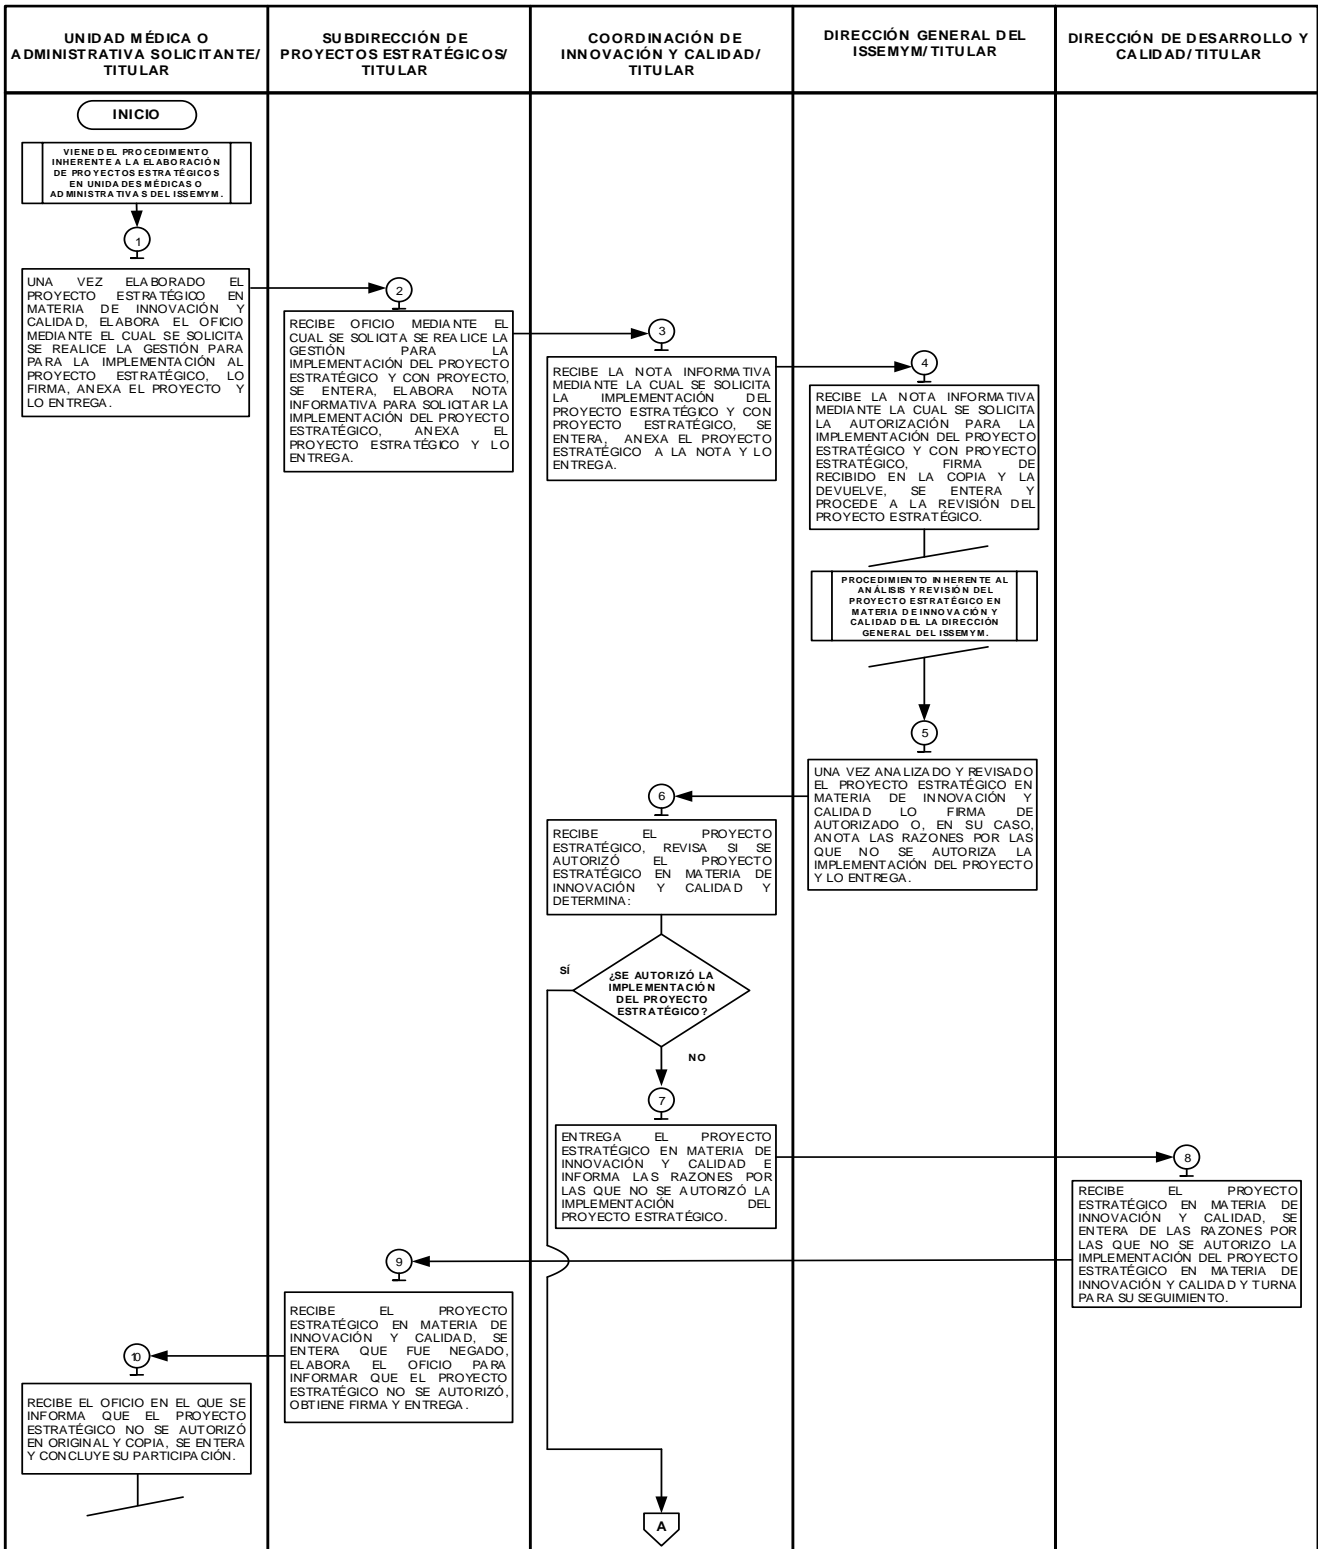 UNIDAD MÉDICA O
ADMINISTRATIVA SOLICITANTE/
TITULAR
SUBDIRECCIÓN DE
PROYECTOS ESTRATÉGICOS/
TITULAR
COORDINACIÓN DE
INNOVACIÓN Y CALIDAD/
TITULAR
DIRECCIÓN GENERAL DEL
ISSEMYM/TITULAR
DIRECCIÓN DE DESARROLLO Y
CALIDAD/TITULAR
INICIO
VIENE DEL PROCEDIMIENTO
INHERENTE A LA ELABORACIÓN
DE PROYECTOS ESTRATÉGICOS
EN UNIDADES MÉDICAS O
ADMINISTRATIVAS DEL ISSEMYM.
1
UNA VEZ ELABORADO EL
PROYECTO ESTRATÉGICO EN
MATERIA DE INNOVACIÓN Y
CALIDAD, ELABORA EL OFICIO
MEDIANTE EL CUAL SE SOLICITA
SE REALICE LA GESTIÓN PARA
PARA LA IMPLEMENTACIÓN AL
PROYECTO ESTRATÉGICO, LO
FIRMA, ANEXA EL PROYECTO Y
LO ENTREGA.
2
RECIBE OFICIO MEDIANTE EL
CUAL SE SOLICITA SE REALICE LA
GESTIÓN PARA LA
IMPLEMENTACIÓN DEL PROYECTO
ESTRATÉGICO Y CON PROYECTO,
SE ENTERA, ELABORA NOTA
INFORMATIVA PARA SOLICITAR LA
IMPLEMENTACIÓN DEL PROYECTO
ESTRATÉGICO, ANEXA EL
PROYECTO ESTRATÉGICO Y LO
ENTREGA.
3
RECIBE LA NOTA INFORMATIVA
MEDIANTE LA CUAL SE SOLICITA
LA IMPLEMENTACIÓN DEL
PROYECTO ESTRATÉGICO Y CON
PROYECTO ESTRATÉGICO, SE
ENTERA, ANEXA EL PROYECTO
ESTRATÉGICO A LA NOTA Y LO
ENTREGA.
4
RECIBE LA NOTA INFORMATIVA
MEDIANTE LA CUAL SE SOLICITA
LA AUTORIZACIÓN PARA LA
IMPLEMENTACIÓN DEL PROYECTO
ESTRATÉGICO Y CON PROYECTO
ESTRATÉGICO, FIRMA DE
RECIBIDO EN LA COPIA Y LA
DEVUELVE, SE ENTERA Y
PROCEDE A LA REVISIÓN DEL
PROYECTO ESTRATÉGICO.
PROCEDIMIENTO INHERENTE AL
ANÁLISIS Y REVISIÓN DEL
PROYECTO ESTRATÉGICO EN
MATERIA DE INNOVACIÓN Y
CALIDAD DEL LA DIRECCIÓN
GENERAL DEL ISSEMYM.
5
UNA VEZ ANALIZADO Y REVISADO
EL PROYECTO ESTRATÉGICO EN
MATERIA DE INNOVACIÓN Y
CALIDAD LO FIRMA DE
AUTORIZADO O, EN SU CASO,
ANOTA LAS RAZONES POR LAS
QUE NO SE AUTORIZA LA
IMPLEMENTACIÓN DEL PROYECTO
Y LO ENTREGA.
6
RECIBE EL PROYECTO
ESTRATÉGICO, REVISA SI SE
AUTORIZÓ EL PROYECTO
ESTRATÉGICO EN MATERIA DE
INNOVACIÓN Y CALIDAD Y
DETERMINA:
¿SE AUTORIZÓ LA
IMPLEMENTACIÓN
DEL PROYECTO
ESTRATÉGICO?
SÍ
NO
7
ENTREGA EL PROYECTO
ESTRATÉGICO EN MATERIA DE
INNOVACIÓN Y CALIDAD E
INFORMA LAS RAZONES POR
LAS QUE NO SE AUTORIZÓ LA
IMPLEMENTACIÓN DEL
PROYECTO ESTRATÉGICO.
8
RECIBE EL PROYECTO
ESTRATÉGICO EN MATERIA DE
INNOVACIÓN Y CALIDAD, SE
ENTERA DE LAS RAZONES POR
LAS QUE NO SE AUTORIZO LA
IMPLEMENTACIÓN DEL PROYECTO
ESTRATÉGICO EN MATERIA DE
INNOVACIÓN Y CALIDAD Y TURNA
PARA SU SEGUIMIENTO.
9
RECIBE EL PROYECTO
ESTRATÉGICO EN MATERIA DE
INNOVACIÓN Y CALIDAD, SE
ENTERA QUE FUE NEGADO,
ELABORA EL OFICIO PARA
INFORMAR QUE EL PROYECTO
ESTRATÉGICO NO SE AUTORIZÓ,
OBTIENE FIRMA Y ENTREGA.
10
RECIBE EL OFICIO EN EL QUE SE
INFORMA QUE EL PROYECTO
ESTRATÉGICO NO SE AUTORIZÓ
EN ORIGINAL Y COPIA, SE ENTERA
Y CONCLUYE SU PARTICIPACIÓN.
A